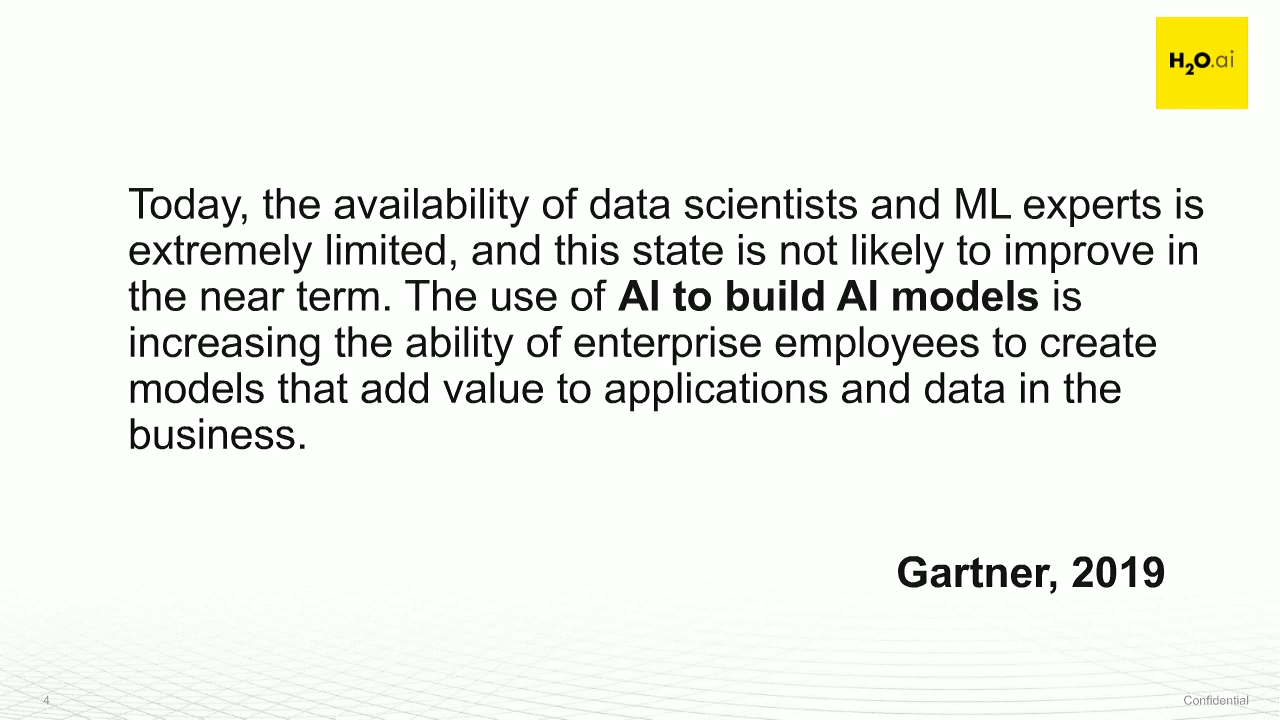 H2O.ai
Today, the availability of data scientists and ML experts is
extremely limited, and this state is not likely to improve in
the near term. The use of AI to build AI models is
increasing the ability of enterprise employees to create
models that add value to applications and data in the
business.
Gartner, 2019
4
Confidential